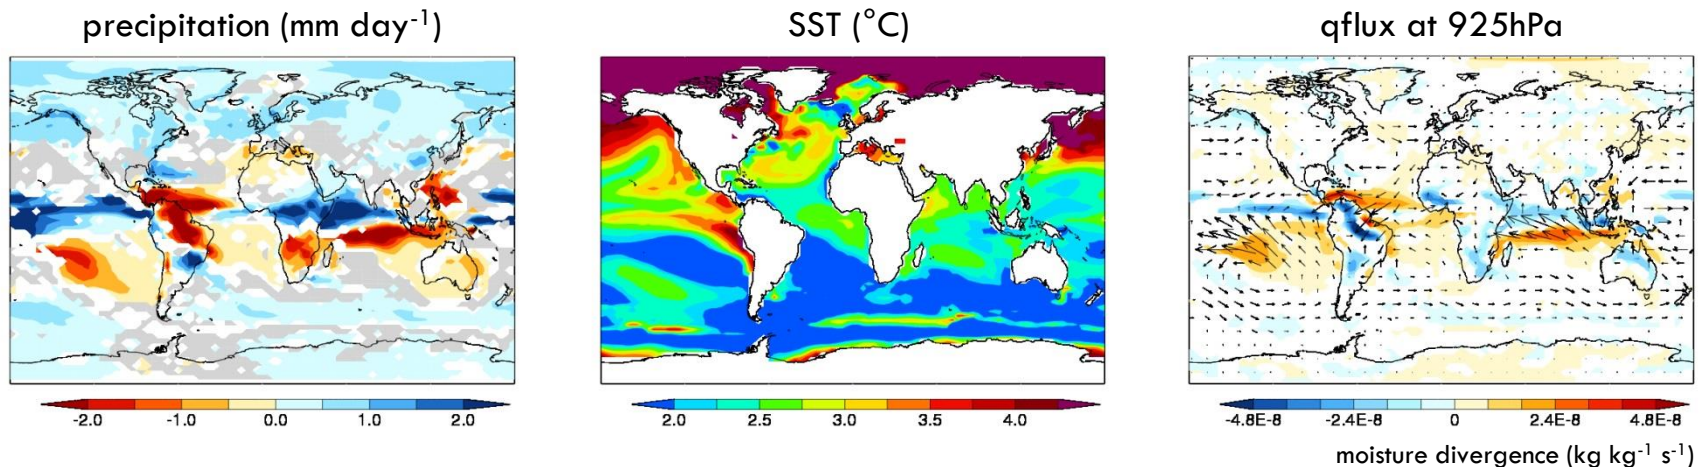 precipitation (mm day-1)
SST (°C)
qflux at 925hPa
-2.0 -1.0 0.0 1.0 2.0
2.0 2.5 3.0 3.5 4.0
-4.8E-8 -2.4E-8 0 2.4E-8 4.8E-8
moisture divergence (kg kg-1 s-1)